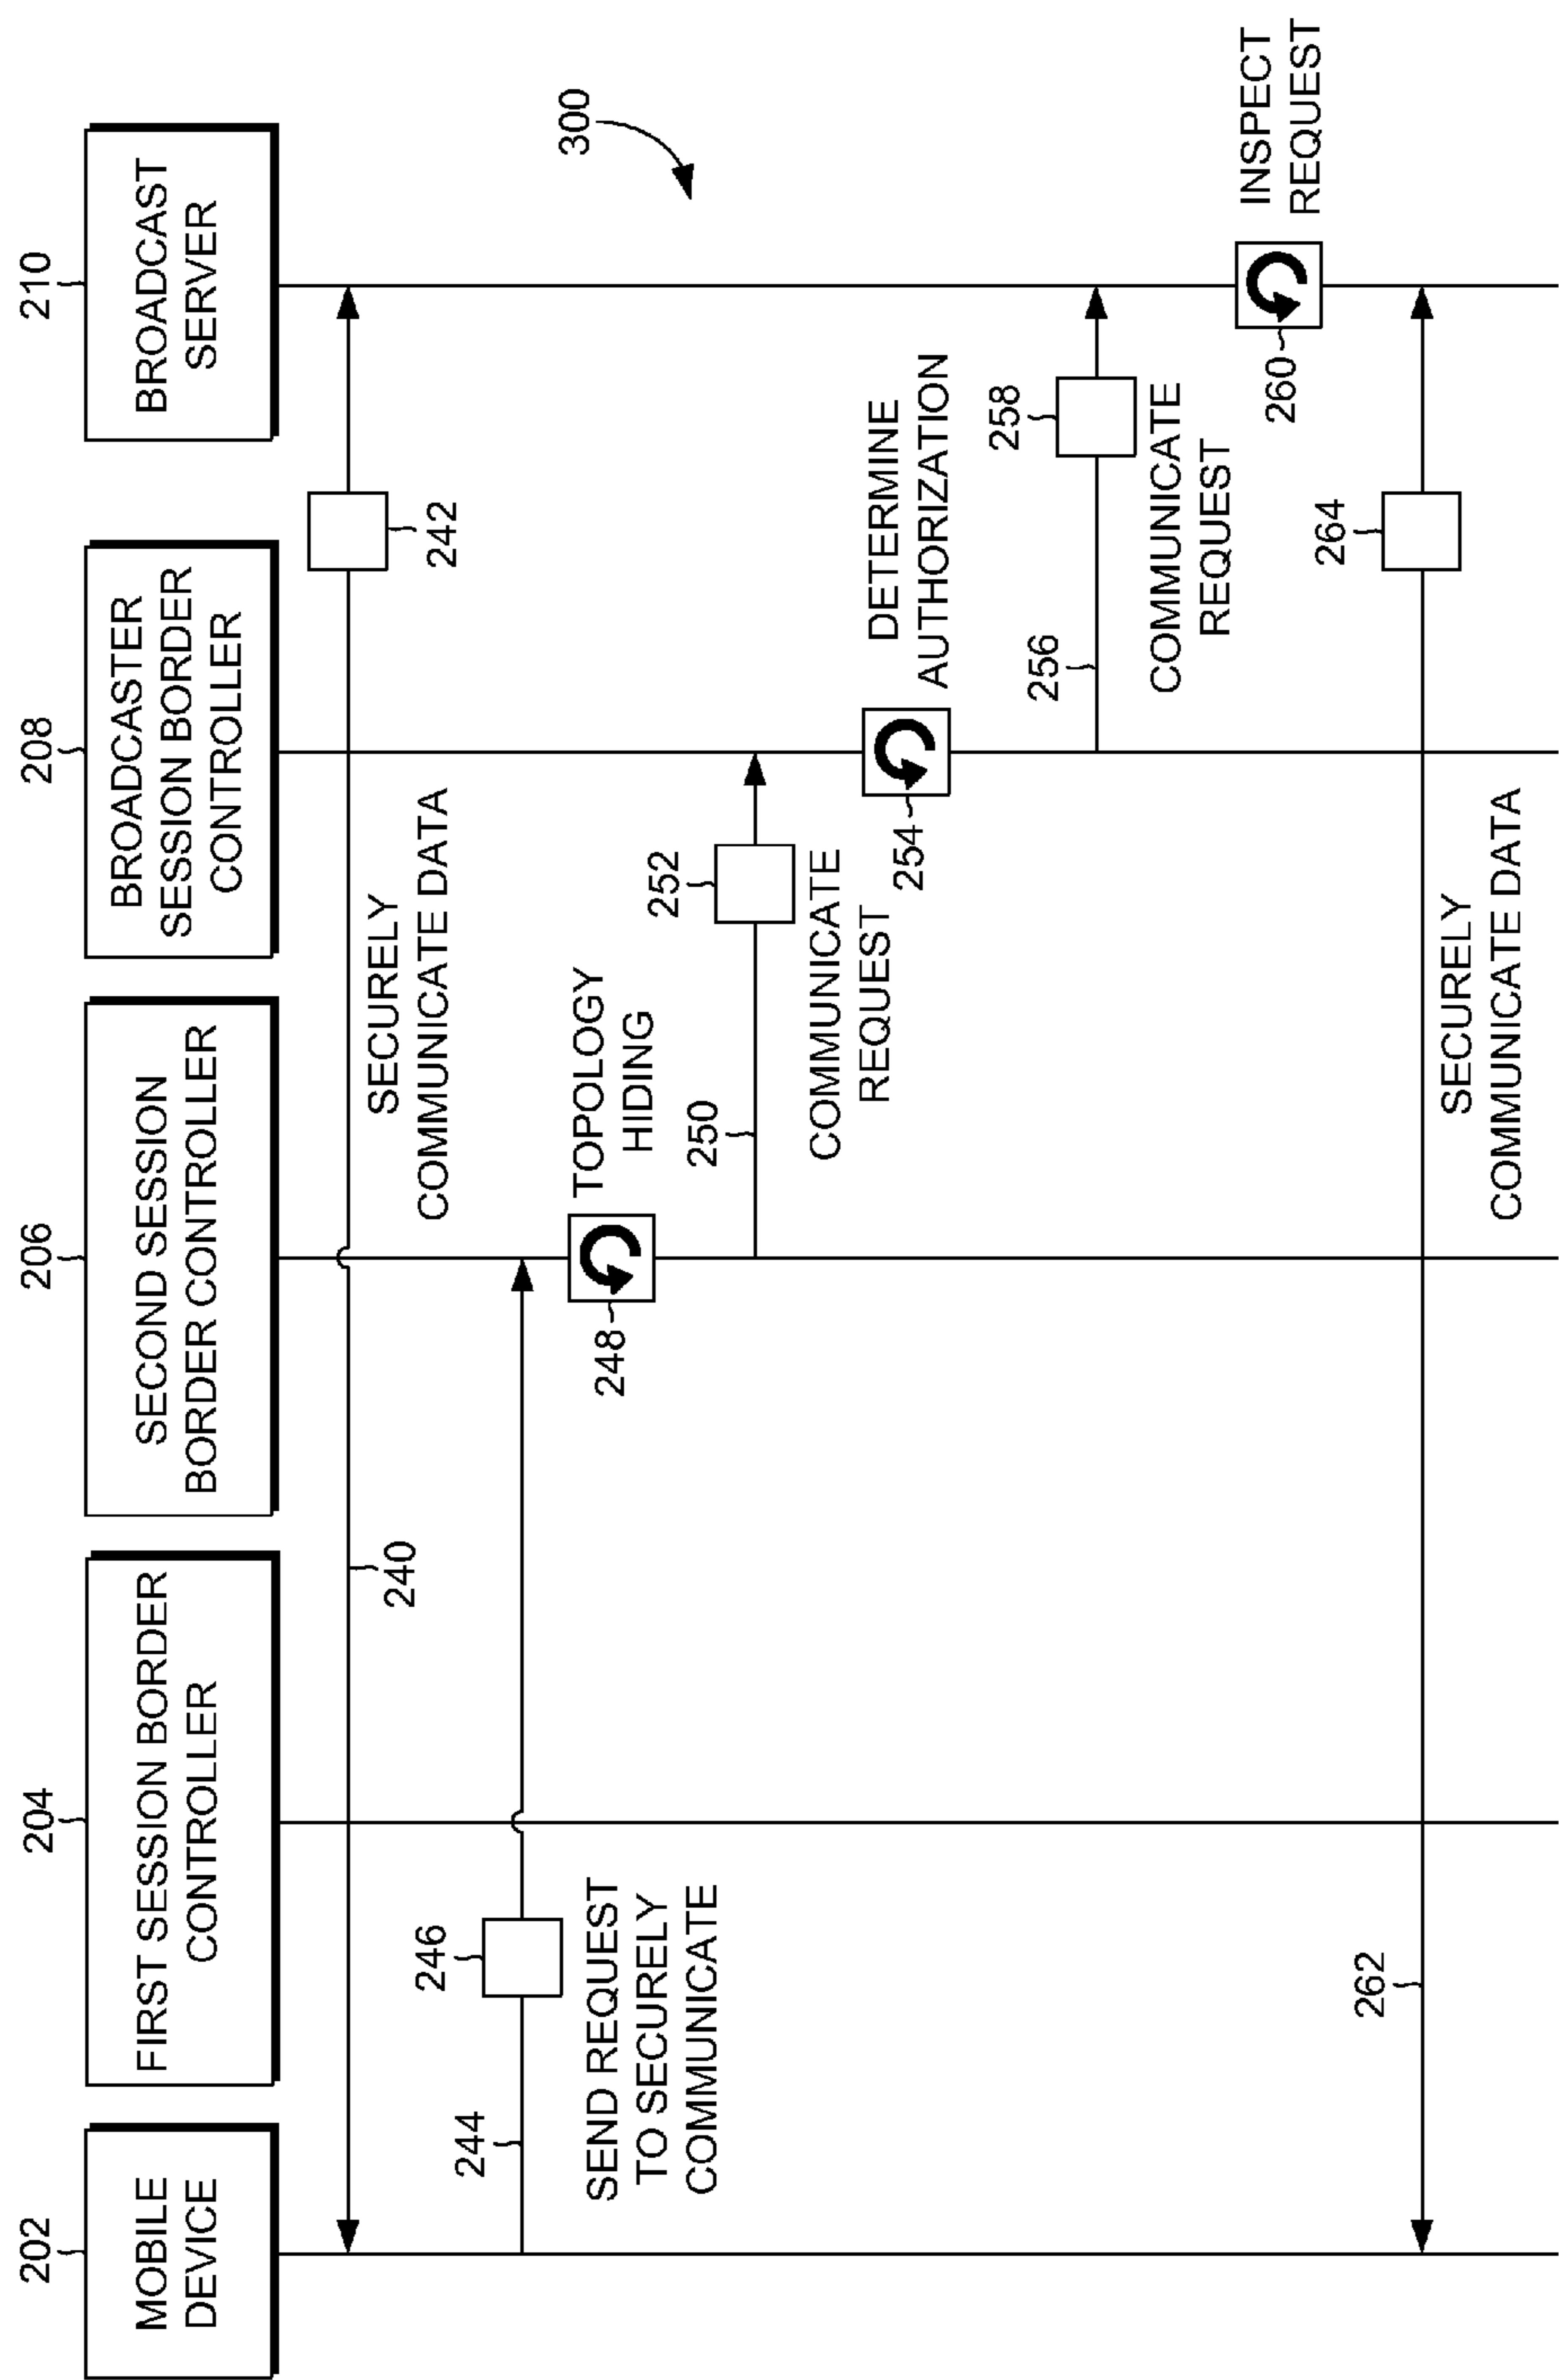 202
MOBILE
DEVICE
204
FIRST SESSION BORDER
CONTROLLER
206
SECOND SESSION
BORDER CONTROLLER
208
BROADCASTER
SESSION BORDER
CONTROLLER
210
BROADCAST
SERVER
240
242
SECURELY
COMMUNICATE DATA
300
244
246
SEND REQUEST
TO SECURELY
COMMUNICATE
248
TOPOLOGY
HIDING
250
252
COMMUNICATE
REQUEST
254
DETERMINE
AUTHORIZATION
256
258
COMMUNICATE
REQUEST
260
INSPECT
REQUEST
262
264
SECURELY
COMMUNICATE DATA